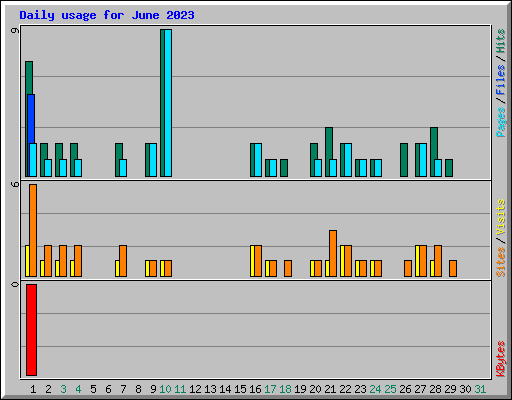 Daily usage for June 2023
9
6
0
Pages / Files / Hits
Sites / Visits
KBytes
1 2 3 4 5 6 7 8 9 10 11 12 13 14 15 16 17 18 19 20 21 22 23 24 25 26 27 28 29 30 31